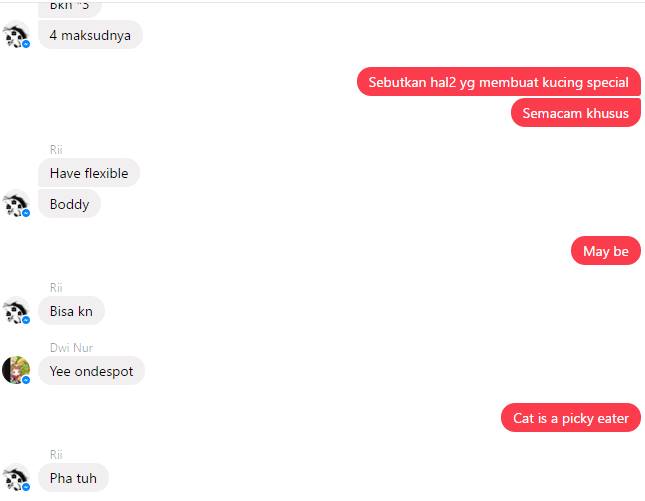 Bkn "3
4 maksudnya
Sebutkan hal2 yg membuat kucing special
Semacam khusus
Rii
Have flexible
Boddy
May be
Rii
Bisa kn
Dwi Nur
Yee ondespot
Cat is a picky eater
Rii
Pha tuh